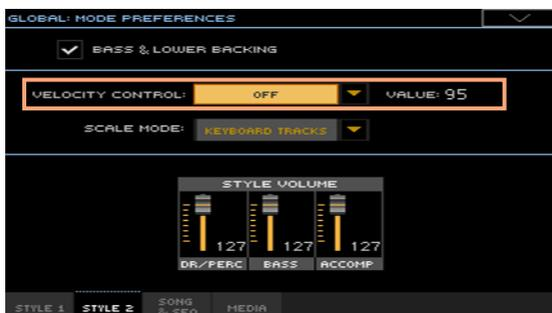 GLOBAL: MODE PREFERENCES
BASS & LOWER BACKING
VELOCITY CONTROL: OFF VALUE: 95
SCALE MODE: KEYBOARD TRACKS
STYLE VOLUME
127 127 127
DR/PERC BASS ACCOMP
STYLE 1 STYLE 2 SONG & SEQ MEDIA